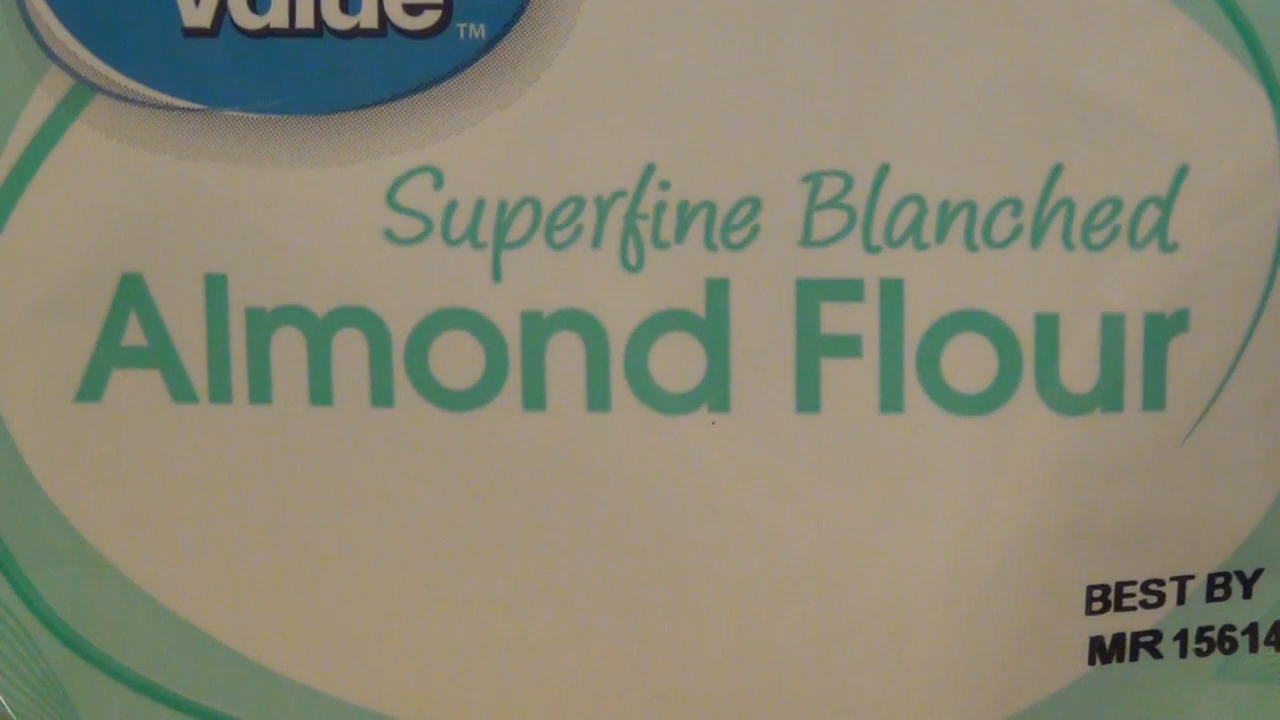 Value™
Superfine Blanched
Almond Flour
BEST BY
MR 15614